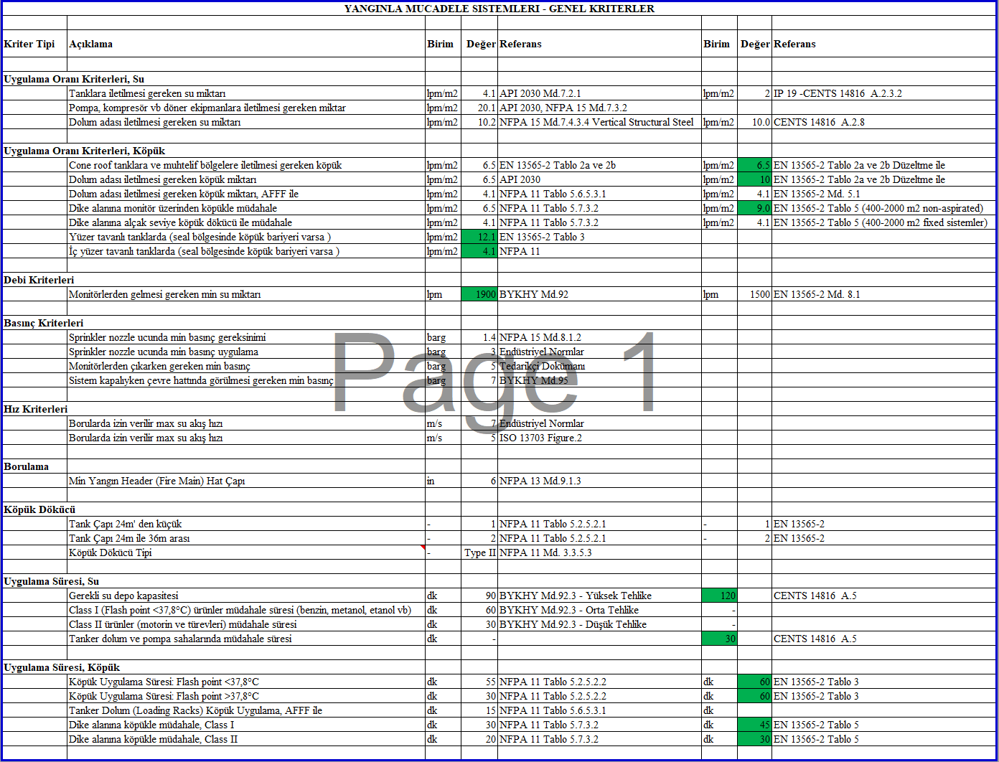 YANGINLA MUCADELE SISTEMLERI - GENEL KRITERLER
Kriter Tipi Açıklama Birim Değer Referans Birim Değer Referans
Uygulama Oranı Kriterleri, Su
Tanklara iletilmesi gereken su miktarı lpm/m2 4.1 API 2030 Md.7.2.1 lpm/m2 2 IP 19 -CENTS 14816 A.2.3.2
Pompa, kompresör vb döner ekipmanlara iletilmesi gereken miktar lpm/m2 20.1 API 2030, NFPA 15 Md.7.3.2
Dolum adası iletilmesi gereken su miktarı lpm/m2 10.2 NFPA 15 Md.7.4.3.4 Vertical Structural Steel lpm/m2 10.0 CENTS 14816 A.2.8
Uygulama Oranı Kriterleri, Köpük
Cone roof tanklara ve muhtelif bölgelere iletilmesi gereken köpük lpm/m2 6.5 EN 13565-2 Tablo 2a ve 2b lpm/m2 6.5 EN 13565-2 Tablo 2a ve 2b Düzeltme ile
Dolum adası iletilmesi gereken köpük miktarı lpm/m2 6.5 API 2030 lpm/m2 10 EN 13565-2 Tablo 2a ve 2b Düzeltme ile
Dolum adası iletilmesi gereken köpük miktarı, AFFF ile lpm/m2 4.1 NFPA 11 Tablo 5.6.5.3.1 lpm/m2 4.1 EN 13565-2 Md. 5.1
Dike alanına monitör üzerinden köpükle müdahale lpm/m2 6.5 NFPA 11 Tablo 5.7.3.2 lpm/m2 9.0 EN 13565-2 Tablo 5 (400-2000 m2 non-aspirated)
Dike alanına alçak seviye köpük dökücü ile müdahale lpm/m2 4.1 NFPA 11 Tablo 5.7.3.2 lpm/m2 4.1 EN 13565-2 Tablo 5 (400-2000 m2 fixed sistemler)
Yüzer tavanlı tanklarda (seal bölgesinde köpük bariyeri varsa ) lpm/m2 12.1 EN 13565-2 Tablo 3
İç yüzer tavanlı tanklarda (seal bölgesinde köpük bariyeri varsa ) lpm/m2 4.1 NFPA 11
Debi Kriterleri
Monitörlerden gelmesi gereken min su miktarı lpm 1900 BYKHY Md.92 lpm 1500 EN 13565-2 Md. 8.1
Basınç Kriterleri
Sprinkler nozzle ucunda min basınç gereksinimi barg 1.4 NFPA 15 Md.8.1.2
Sprinkler nozzle ucunda min basınç uygulama barg 3 Endüstriyel Normlar
Monitörlerden çıkarken gereken min basınç barg 5 Tedarikçi Dokümanı
Sistem kapalıyken çevre hattında görülmesi gereken min basınç barg 7 BYKHY Md.95
Page 1
Hız Kriterleri
Borularda izin verilir max su akış hızı m/s 7 Endüstriyel Normlar
Borularda izin verilir max su akış hızı m/s 5 ISO 13703 Figure.2
Borulama
Min Yangın Header (Fire Main) Hat Çapı in 6 NFPA 13 Md.9.1.3
Köpük Dökücü
Tank Çapı 24m' den küçük - 1 NFPA 11 Tablo 5.2.5.2.1 - 1 EN 13565-2
Tank Çapı 24m ile 36m arası - 2 NFPA 11 Tablo 5.2.5.2.1 - 2 EN 13565-2
Köpük Dökücü Tipi - Type II NFPA 11 Md. 3.3.5.3
Uygulama Süresi, Su
Gerekli su depo kapasitesi dk 90 BYKHY Md.92.3 - Yüksek Tehlike 120 CENTS 14816 A.5
Class I (Flash point <37,8°C) ürünler müdahale süresi (benzin, metanol, etanol vb) dk 60 BYKHY Md.92.3 - Orta Tehlike -
Class II ürünler (motorin ve türevleri) müdahale süresi dk 30 BYKHY Md.92.3 - Düşük Tehlike -
Tanker dolum ve pompa sahalarında müdahale süresi dk - 30 CENTS 14816 A.5
Uygulama Süresi, Köpük
Köpük Uygulama Süresi: Flash point <37,8°C dk 55 NFPA 11 Tablo 5.2.5.2.2 dk 60 EN 13565-2 Tablo 3
Köpük Uygulama Süresi: Flash point >37,8°C dk 30 NFPA 11 Tablo 5.2.5.2.2 dk 60 EN 13565-2 Tablo 3
Tanker Dolum (Loading Racks) Köpük Uygulama, AFFF ile dk 15 NFPA 11 Tablo 5.6.5.3.1 dk
Dike alanına köpükle müdahale, Class I dk 30 NFPA 11 Tablo 5.7.3.2 dk 45 EN 13565-2 Tablo 5
Dike alanına köpükle müdahale, Class II dk 20 NFPA 11 Tablo 5.7.3.2 dk 30 EN 13565-2 Tablo 5